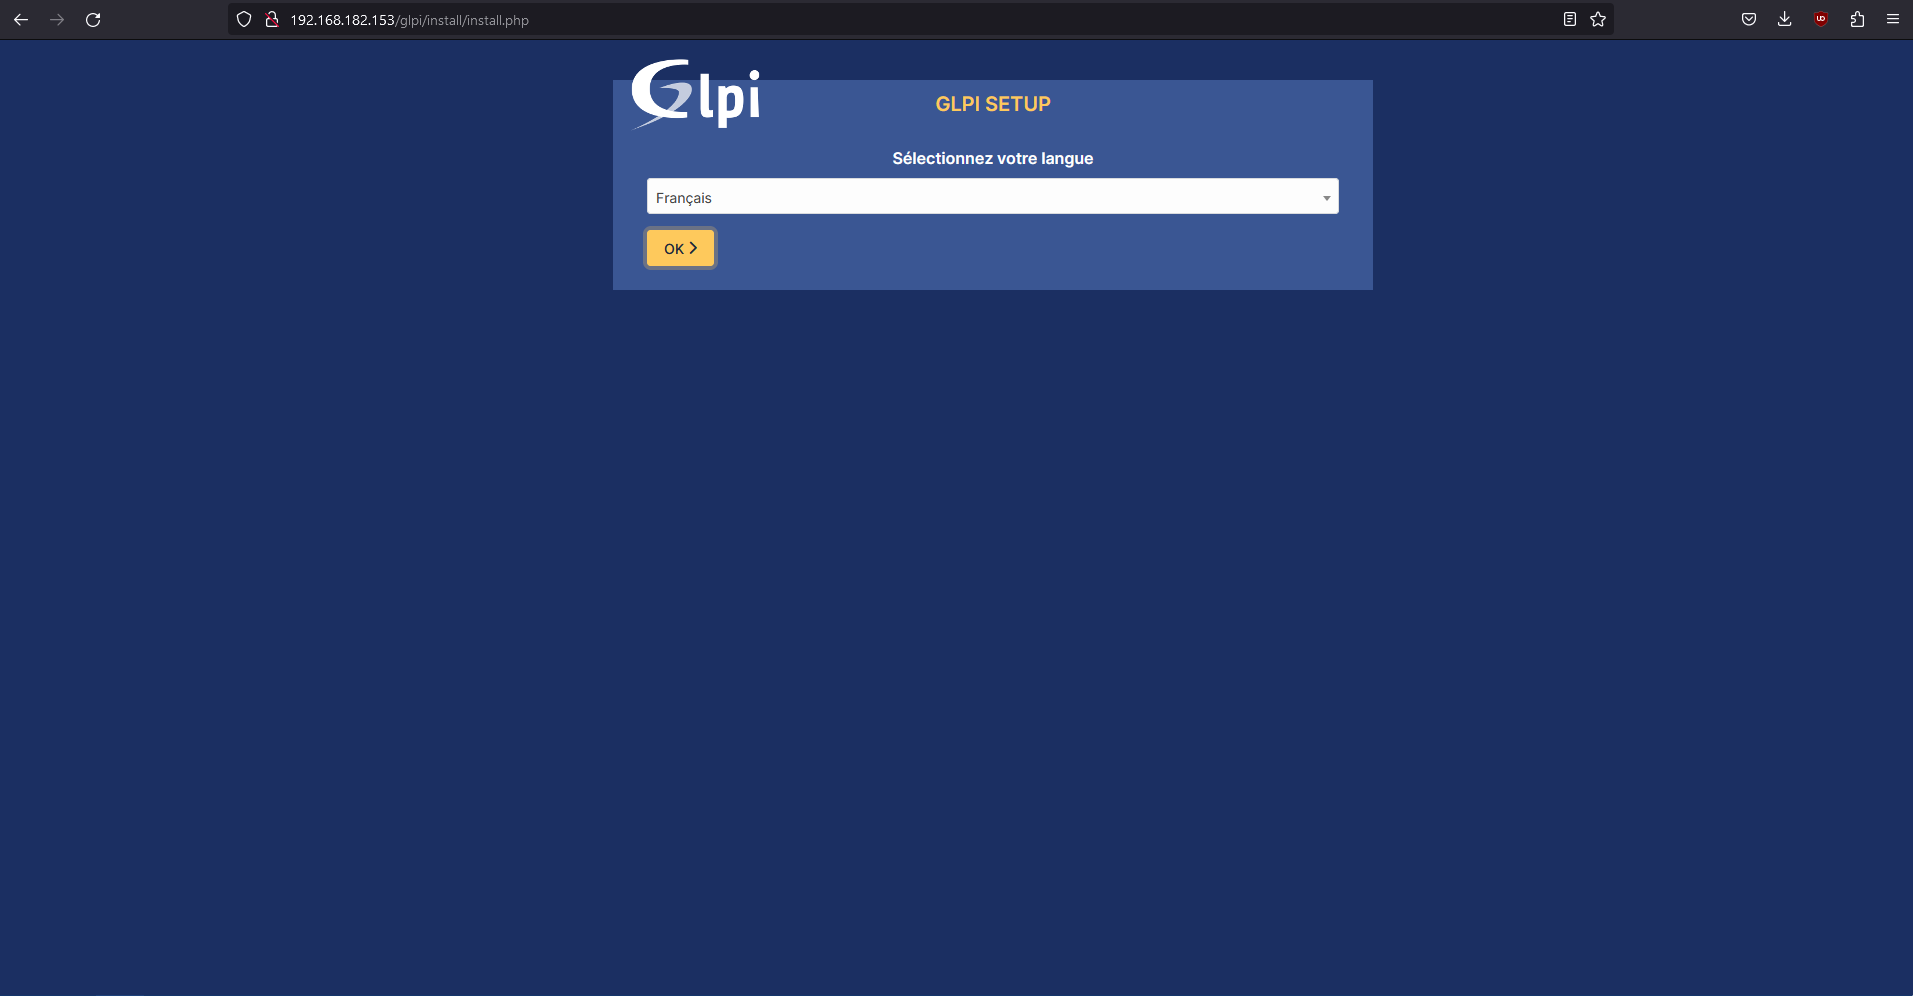 192.168.182.153/glpi/install/install.php
Glpi
GLPI SETUP
Sélectionnez votre langue
Français
OK